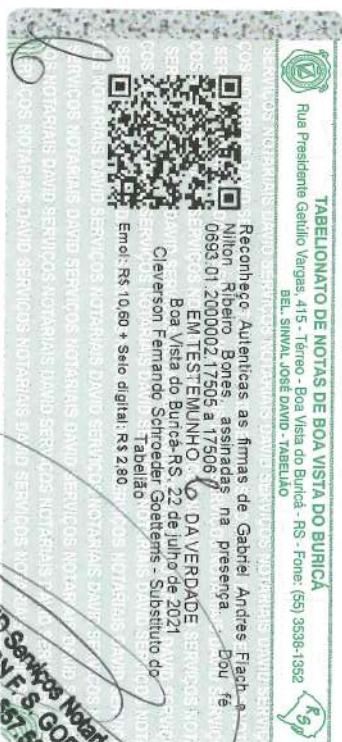 TABELIONATO DE NOTAS DE BOA VISTA DO BURICÁ
Rua Presidente Getúlio Vargas, 415 - Térreo - Boa Vista do Buricá - RS - Fone: (55) 3538-1352
BEL. SINVAL JOSÉ DAVID - TABELIÃO
RS
Reconheço Autenticas as firmas de Gabriel Andres Flach e
Nilton Ribeiro Bones, assinadas na presença. Dou fé
0693.01.2000002.17505 a 17506
EM TESTEMUNHO DA VERDADE
Boa Vista do Buricá-RS, 22 de julho de 2021
Cleverson Fernando Schroeder Goettems - Substituto do
Tabelião
Emol: R$ 10,60 + Selo digital: R$ 2,80